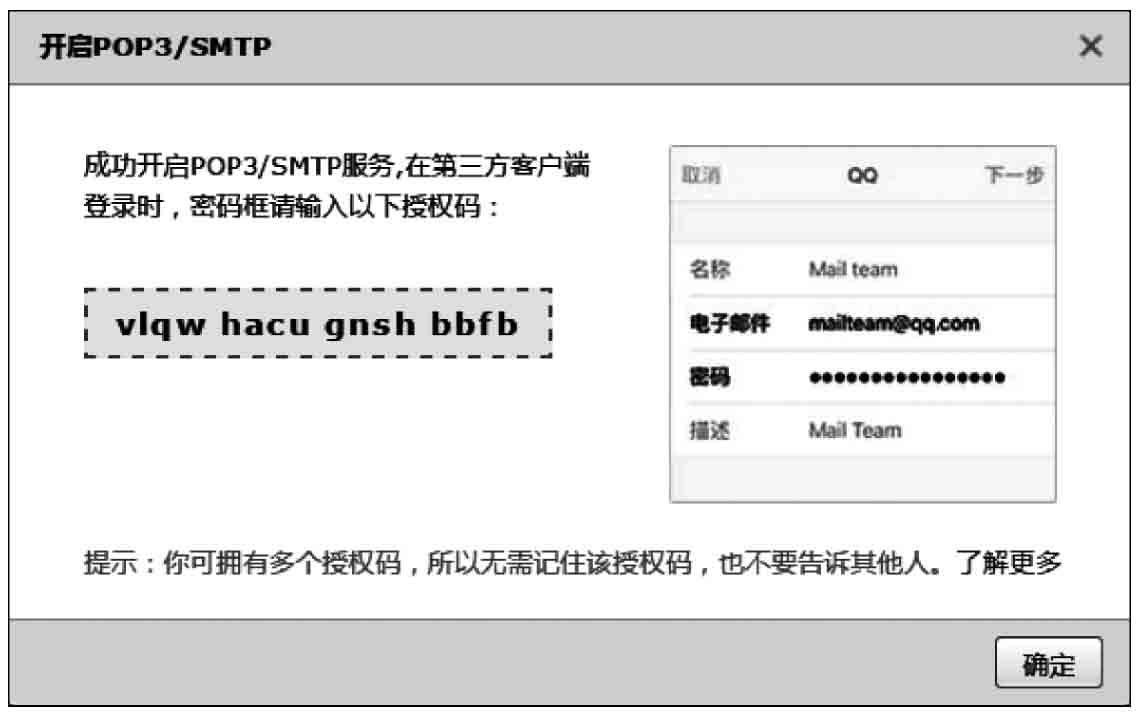 开启POP3/SMTP ×
成功开启POP3/SMTP服务,在第三方客户端
登录时，密码框请输入以下授权码：
vlqw hacu gnsh bbfb
取消 QQ 下一步
名称 Mail team
电子邮件 mailteam@qq.com
密码 ●●●●●●●●●●●●●●●●
描述 Mail Team
提示：你可拥有多个授权码，所以无需记住该授权码，也不要告诉其他人。了解更多
确定